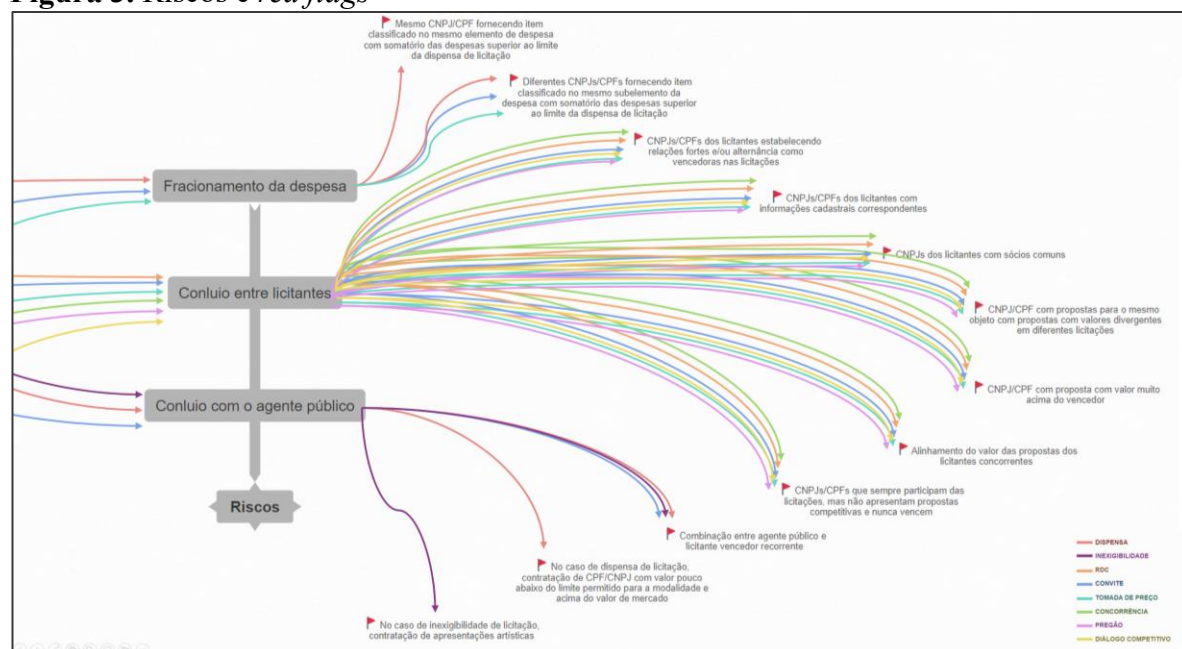 Figura 3. Riscos e red flags
Mesmo CNPJ/CPF fornecendo item
classificado no mesmo elemento de despesa
com somatório das despesas superior ao limite
da dispensa de licitação
Diferentes CNPJs/CPFs fornecendo item
classificado no mesmo subelemento da
despesa com somatório das despesas superior
ao limite da dispensa de licitação
CNPJs/CPFs dos licitantes estabelecendo
relações fortes e/ou alternância como
vencedoras nas licitações
Fracionamento da despesa
CNPJs/CPFs dos licitantes com
informações cadastrais correspondentes
CNPJs dos licitantes com sócios comuns
Conluio entre licitantes
CNPJ/CPF com propostas para o mesmo
objeto com propostas com valores divergentes
em diferentes licitações
CNPJ/CPF com proposta com valor muito
acima do vencedor
Conluio com o agente público
Alinhamento do valor das propostas dos
licitantes concorrentes
CNPJs/CPFs que sempre participam das
licitações, mas não apresentam propostas
competitivas e nunca vencem
Riscos
Combinação entre agente público e
licitante vencedor recorrente
No caso de dispensa de licitação,
contratação de CPF/CNPJ com valor pouco
abaixo do limite permitido para a modalidade e
acima do valor de mercado
No caso de inexigibilidade de licitação,
contratação de apresentações artísticas
DISPENSA
INEXIGIBILIDADE
RDC
CONVITE
TOMADA DE PREÇO
CONCORRÊNCIA
PREGÃO
DIÁLOGO COMPETITIVO